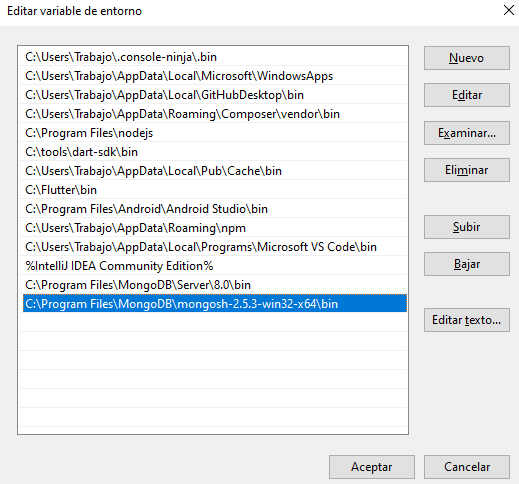 Editar variable de entorno
C:\Users\Trabajo\.console-ninja\.bin
C:\Users\Trabajo\AppData\Local\Microsoft\WindowsApps
C:\Users\Trabajo\AppData\Local\GitHubDesktop\bin
C:\Users\Trabajo\AppData\Roaming\Composer\vendor\bin
C:\Program Files\nodejs
C:\tools\dart-sdk\bin
C:\Users\Trabajo\AppData\Local\Pub\Cache\bin
C:\Flutter\bin
C:\Program Files\Android\Android Studio\bin
C:\Users\Trabajo\AppData\Roaming\npm
C:\Users\Trabajo\AppData\Local\Programs\Microsoft VS Code\bin
%IntelliJ IDEA Community Edition%
C:\Program Files\MongoDB\Server\8.0\bin
C:\Program Files\MongoDB\mongosh-2.5.3-win32-x64\bin
Nuevo
Editar
Examinar...
Eliminar
Subir
Bajar
Editar texto...
Aceptar
Cancelar